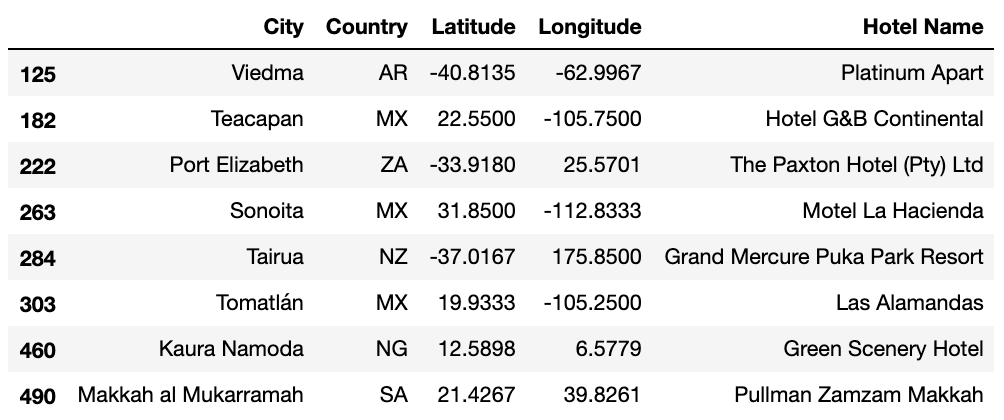 City Country Latitude Longitude Hotel Name
125 Viedma AR -40.8135 -62.9967 Platinum Apart
182 Teacapan MX 22.5500 -105.7500 Hotel G&B Continental
222 Port Elizabeth ZA -33.9180 25.5701 The Paxton Hotel (Pty) Ltd
263 Sonoita MX 31.8500 -112.8333 Motel La Hacienda
284 Tairua NZ -37.0167 175.8500 Grand Mercure Puka Park Resort
303 Tomatlán MX 19.9333 -105.2500 Las Alamandas
460 Kaura Namoda NG 12.5898 6.5779 Green Scenery Hotel
490 Makkah al Mukarramah SA 21.4267 39.8261 Pullman Zamzam Makkah